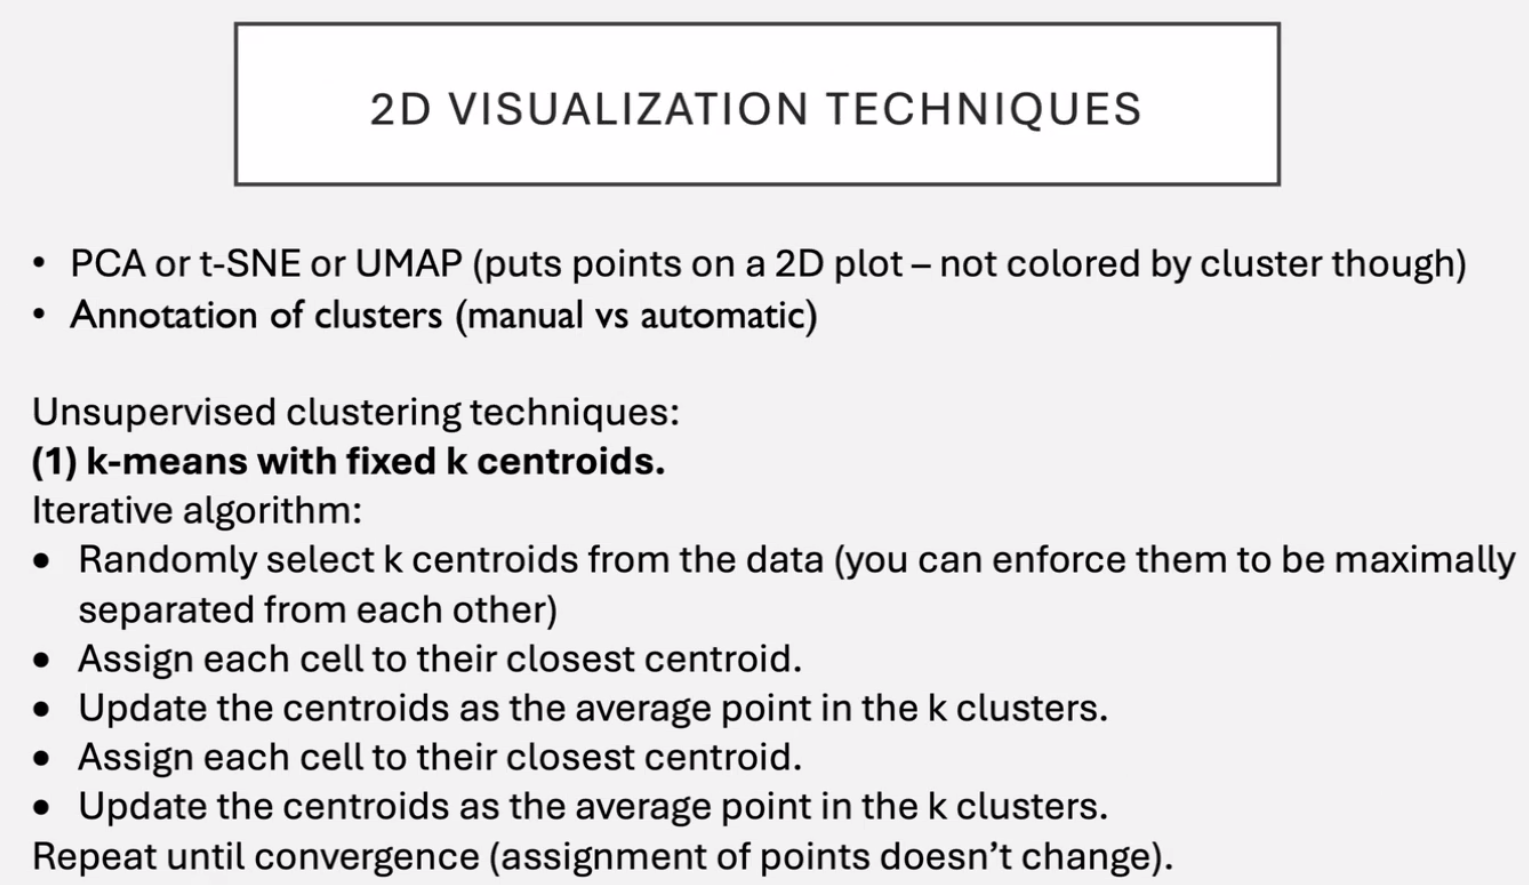 2D VISUALIZATION TECHNIQUES
• PCA or t-SNE or UMAP (puts points on a 2D plot – not colored by cluster though)
• Annotation of clusters (manual vs automatic)
Unsupervised clustering techniques:
(1) k-means with fixed k centroids.
Iterative algorithm:
• Randomly select k centroids from the data (you can enforce them to be maximally
separated from each other)
• Assign each cell to their closest centroid.
• Update the centroids as the average point in the k clusters.
• Assign each cell to their closest centroid.
• Update the centroids as the average point in the k clusters.
Repeat until convergence (assignment of points doesn’t change).